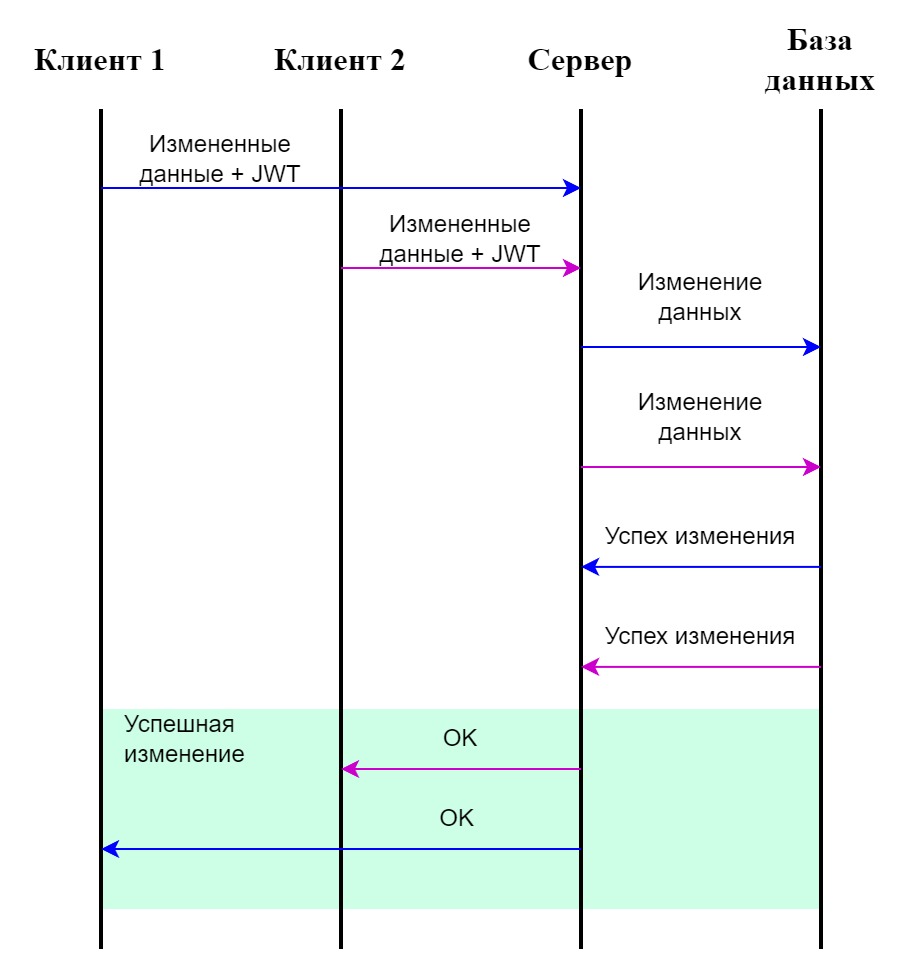 Клиент 1
Клиент 2
Сервер
База
данных
Измененные
данные + JWT
Измененные
данные + JWT
Изменение
данных
Изменение
данных
Успех изменения
Успех изменения
Успешная
изменение
OK
OK